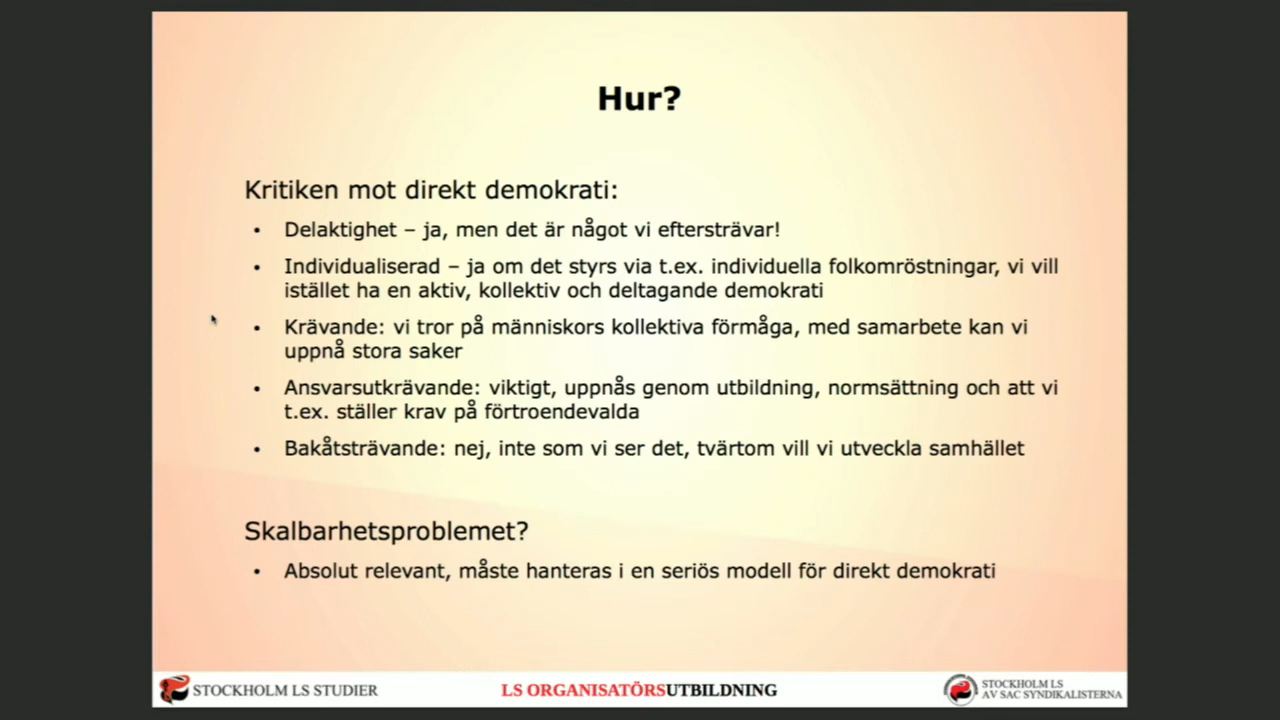 Hur?
Kritiken mot direkt demokrati:
• Delaktighet – ja, men det är något vi eftersträvar!
• Individualiserad – ja om det styrs via t.ex. individuella folkomröstningar, vi vill
istället ha en aktiv, kollektiv och deltagande demokrati
• Krävande: vi tror på människors kollektiva förmåga, med samarbete kan vi
uppnå stora saker
• Ansvarsutkrävande: viktigt, uppnås genom utbildning, normsättning och att vi
t.ex. ställer krav på förtroendevalda
• Bakåtsträvande: nej, inte som vi ser det, tvärtom vill vi utveckla samhället
Skalbarhetsproblemet?
• Absolut relevant, måste hanteras i en seriös modell för direkt demokrati
STOCKHOLM LS STUDIER
LS ORGANISATÖRSUTBILDNING
STOCKHOLM LS
AV SAC SYNDIKALISTERNA